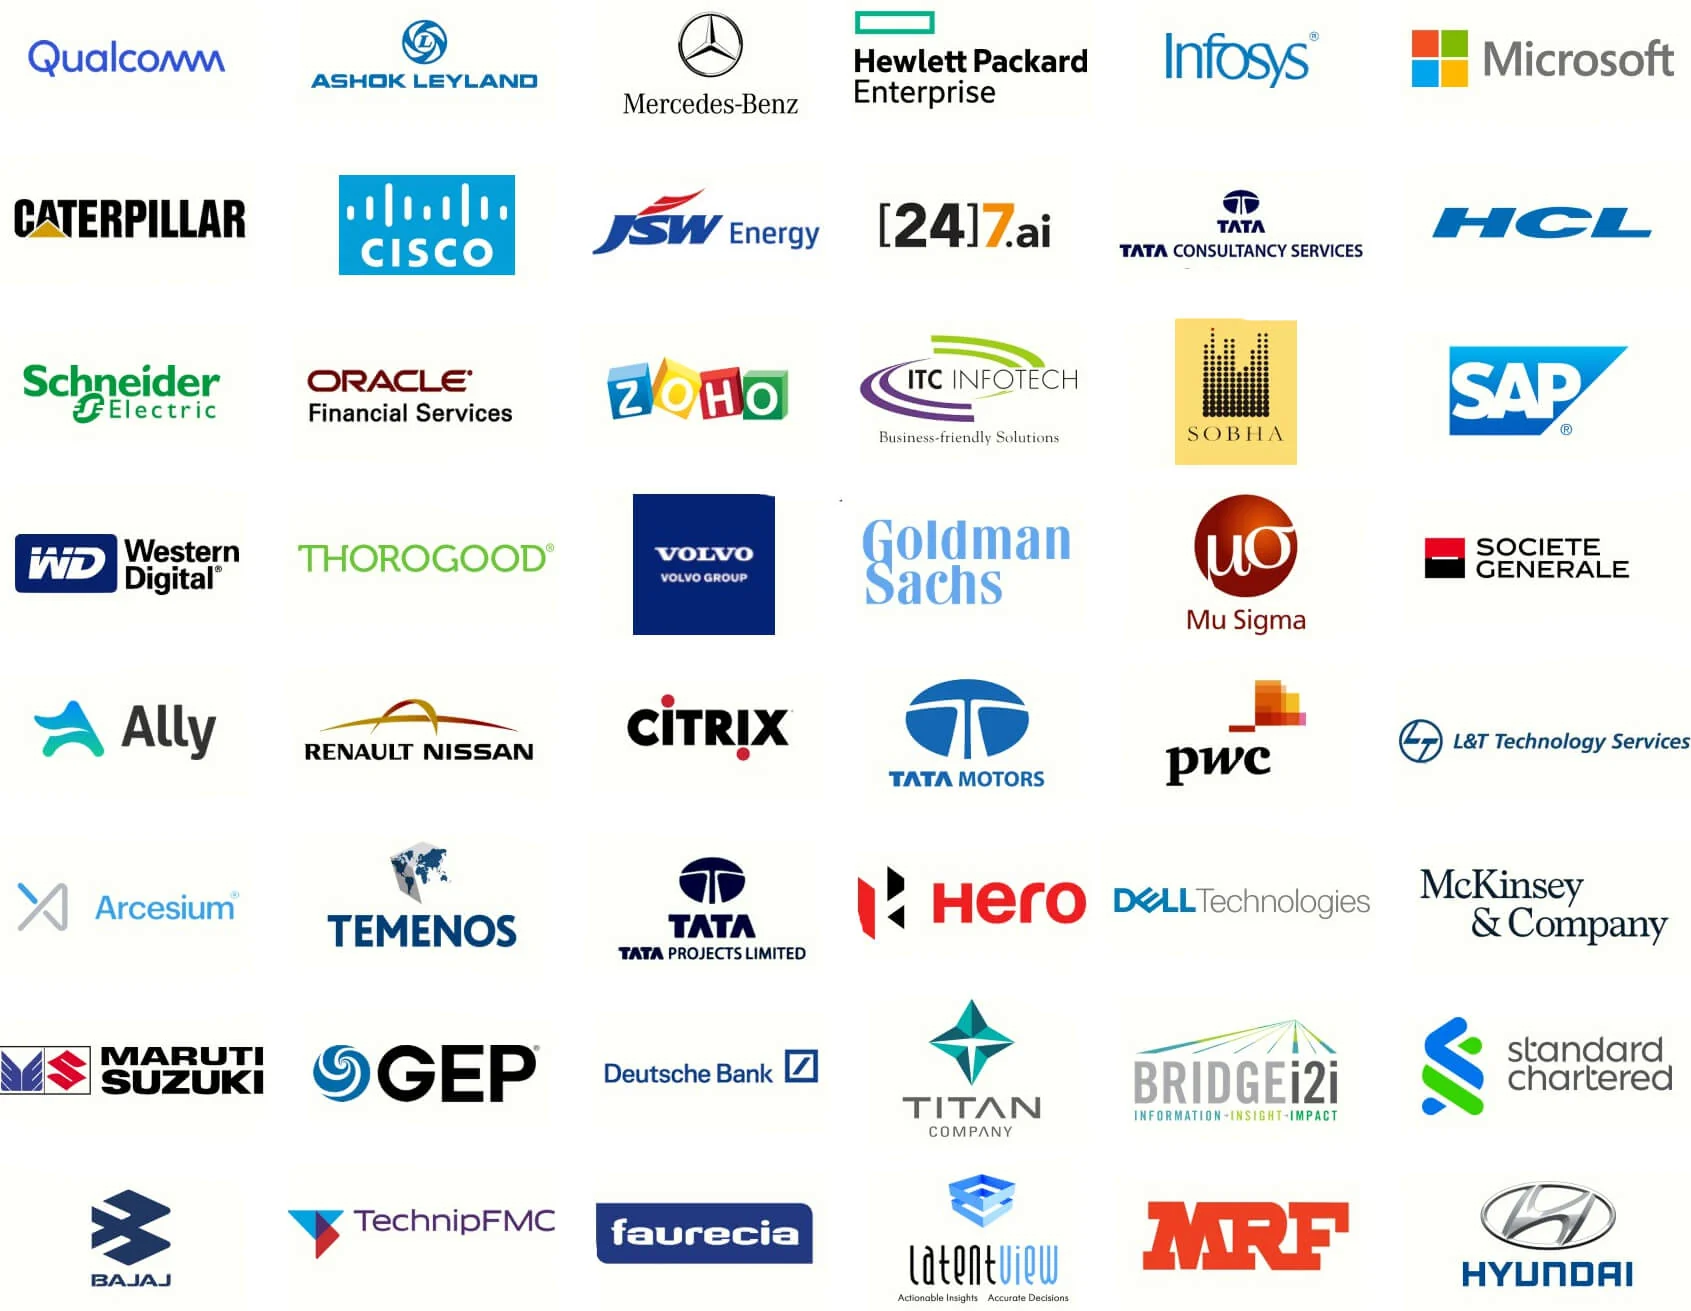 Qualcomm
ASHOK LEYLAND
Mercedes-Benz
Hewlett Packard
Enterprise
Infosys®
Microsoft
CATERPILLAR
CISCO
JSW Energy
[24]7.ai
TATA
TATA CONSULTANCY SERVICES
HCL
Schneider
Electric
ORACLE®
Financial Services
ZOHO
ITC INFOTECH
Business-friendly Solutions
SOBHA
SAP
®
WD Western
Digital®
THOROGOOD®
VOLVO
VOLVO GROUP
Goldman
Sachs
μσ
Mu Sigma
SOCIETE
GENERALE
Ally
RENAULT NISSAN
CiTRIX
TATA MOTORS
pwc
LT L&T Technology Services
Arcesium®
TEMENOS
TATA
TATA PROJECTS LIMITED
Hero
DELL Technologies
McKinsey
& Company
MARUTI
SUZUKI
GEP®
Deutsche Bank
TITAN
COMPANY
BRIDGEi2i
INFORMATION-INSIGHT-IMPACT
standard
chartered
BAJAJ
TechnipFMC
faurecia
LatentView
Actionable Insights Accurate Decisions
MRF
HYUNDAI